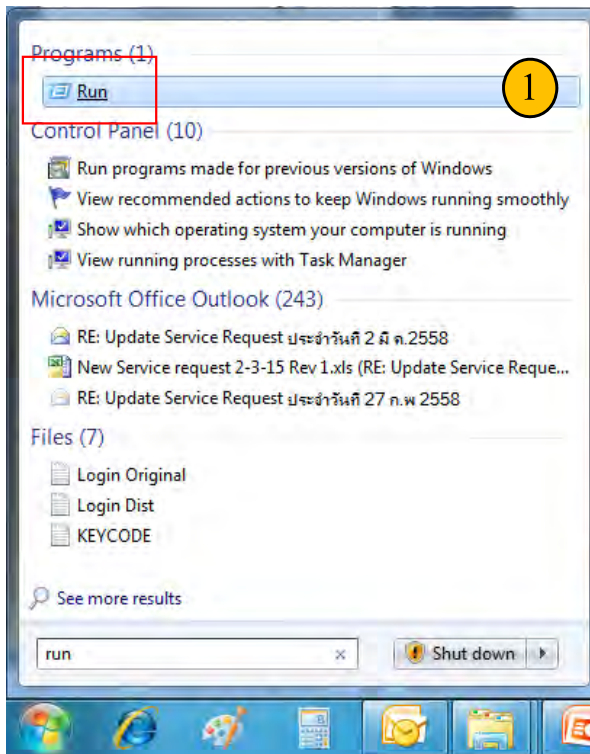 Programs (1)
Run
1
Control Panel (10)
Run programs made for previous versions of Windows
View recommended actions to keep Windows running smoothly
Show which operating system your computer is running
View running processes with Task Manager
Microsoft Office Outlook (243)
RE: Update Service Request ประจำวันที่ 2 มี ค.2558
New Service request 2-3-15 Rev 1.xls (RE: Update Service Reque...
RE: Update Service Request ประจำวันที่ 27 ก.พ 2558
Files (7)
Login Original
Login Dist
KEYCODE
See more results
run
Shut down